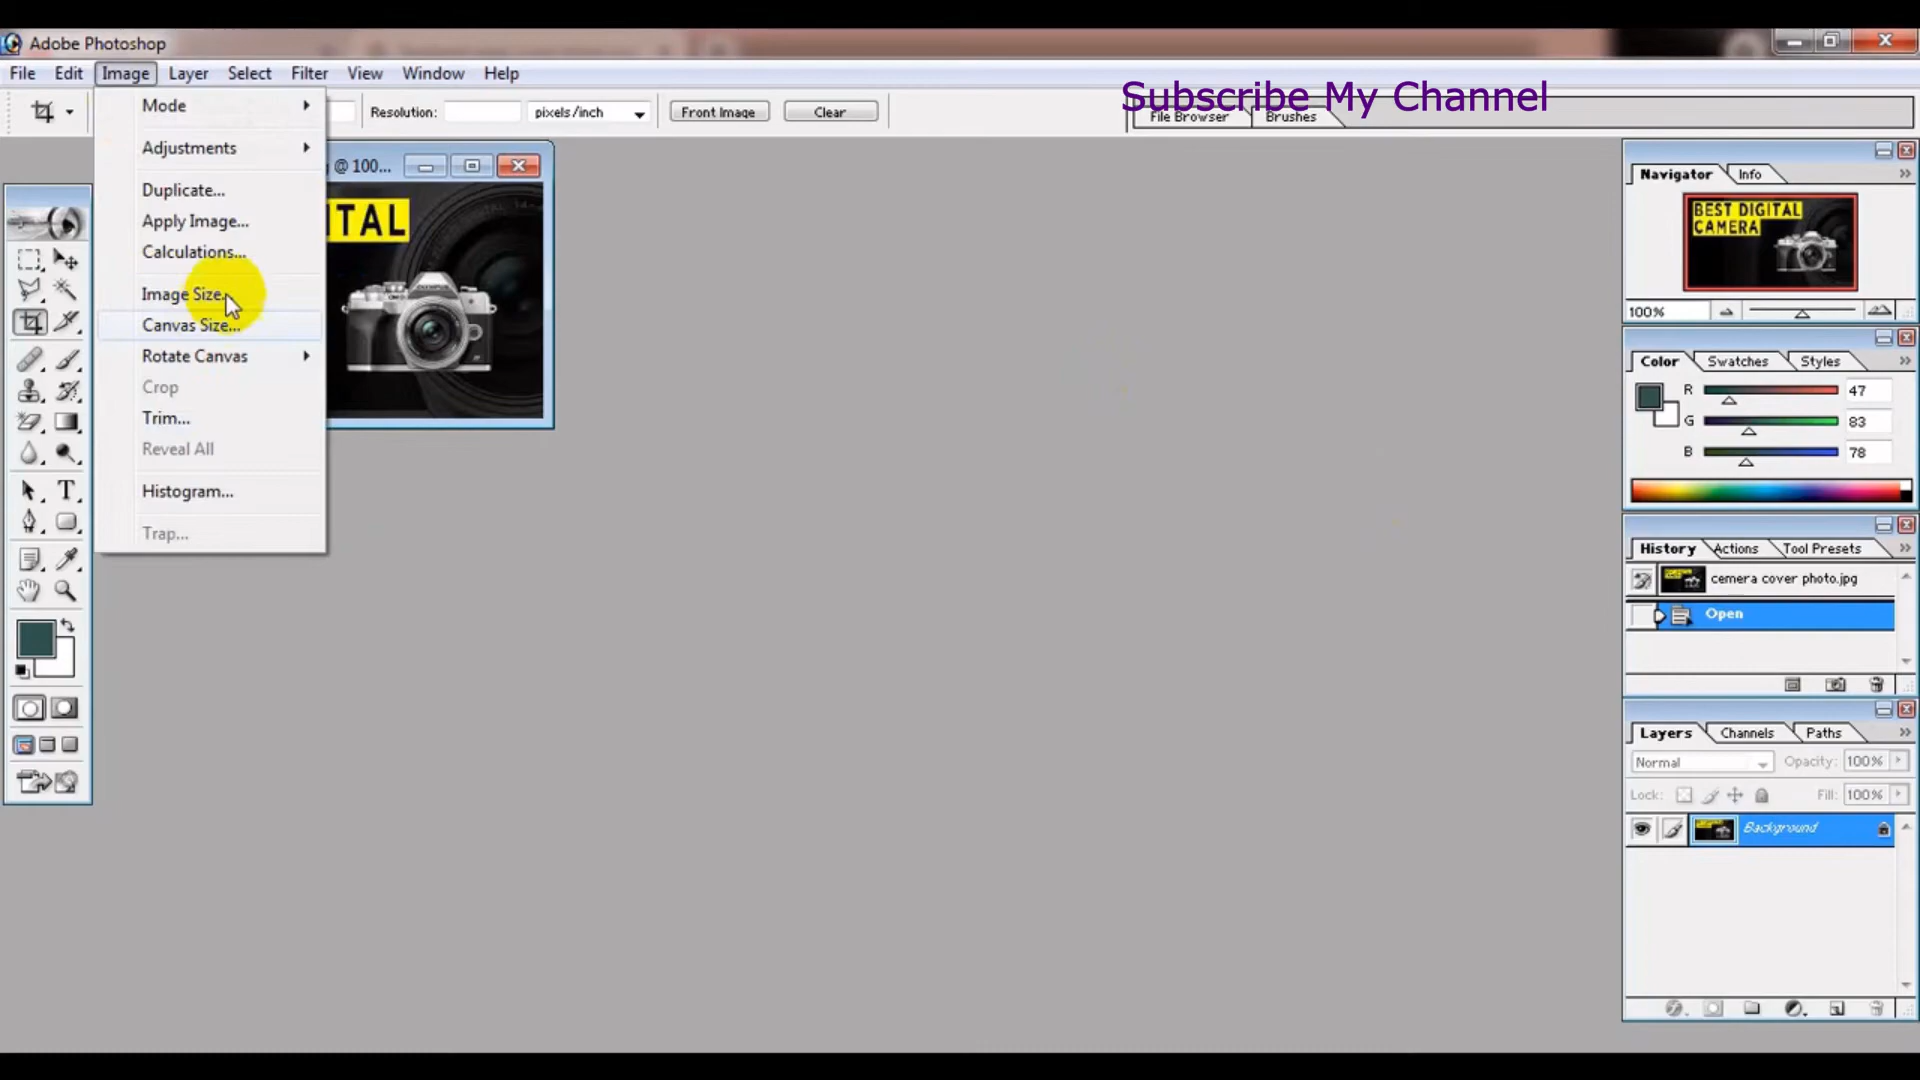 Adobe Photoshop
File Edit Image Layer Select Filter View Window Help
Subscribe My Channel
Resolution: pixels/inch Front Image Clear
File Browser Brushes
Mode
Adjustments
Duplicate...
Apply Image...
Calculations...
Image Size...
Canvas Size...
Rotate Canvas
Crop
Trim...
Reveal All
Histogram...
Trap...
@ 100...
ITAL
OLYMPUS
T
Navigator Info
BEST DIGITAL
CAMERA
100%
Color Swatches Styles
R 47
G 83
B 78
History Actions Tool Presets
cemera cover photo.jpg
Open
Layers Channels Paths
Normal Opacity: 100%
Lock: Fill: 100%
Background